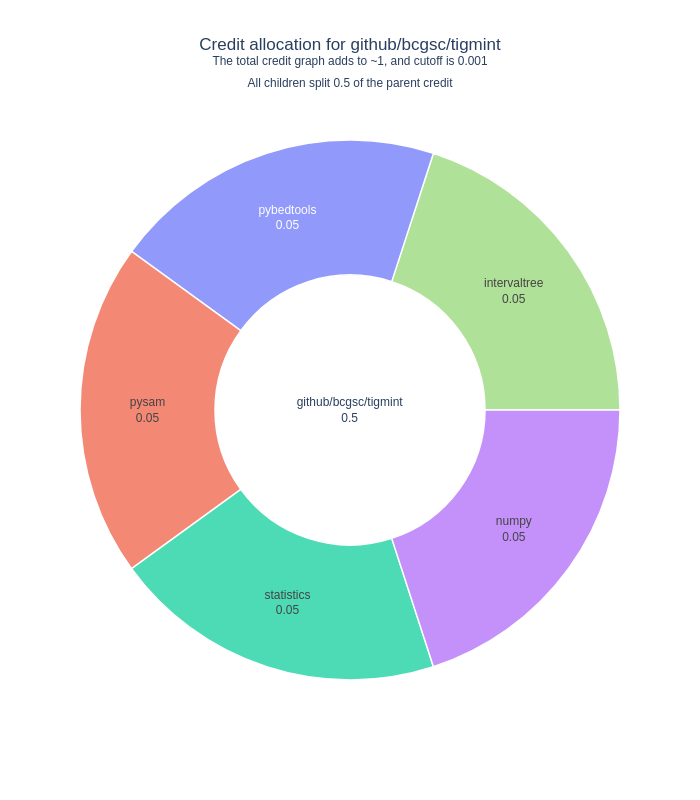 Credit allocation for github/bcgsc/tigmint
The total credit graph adds to ~1, and cutoff is 0.001
All children split 0.5 of the parent credit
pybedtools
0.05
intervaltree
0.05
pysam
0.05
github/bcgsc/tigmint
0.5
numpy
0.05
statistics
0.05